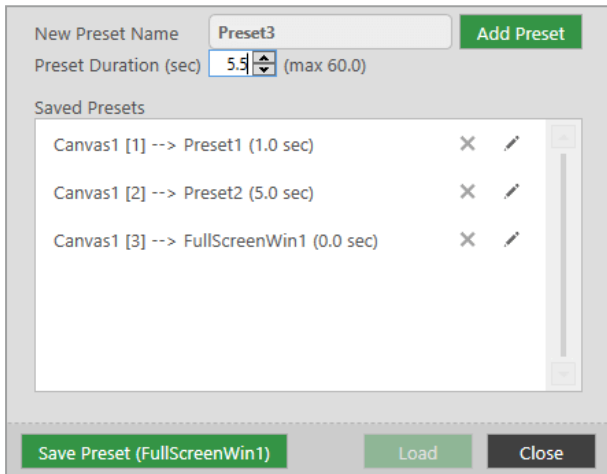 New Preset Name Preset3 Add Preset
Preset Duration (sec) 5.5 (max 60.0)
Saved Presets
Canvas1 [1] --> Preset1 (1.0 sec)
Canvas1 [2] --> Preset2 (5.0 sec)
Canvas1 [3] --> FullScreenWin1 (0.0 sec)
Save Preset (FullScreenWin1) Load Close